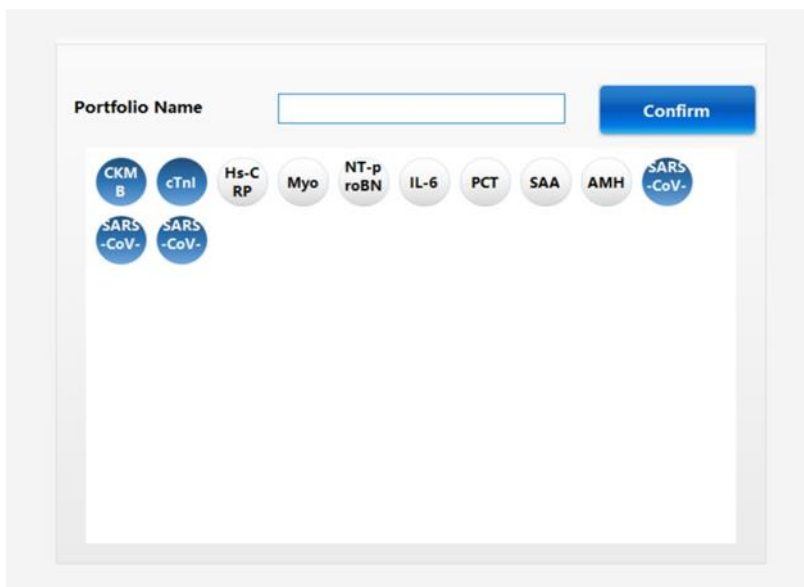 Portfolio Name
Confirm
CKM
B
cTnI
Hs-C
RP
Myo
NT-p
roBN
IL-6
PCT
SAA
AMH
SARS
-CoV-
SARS
-CoV-
SARS
-CoV-